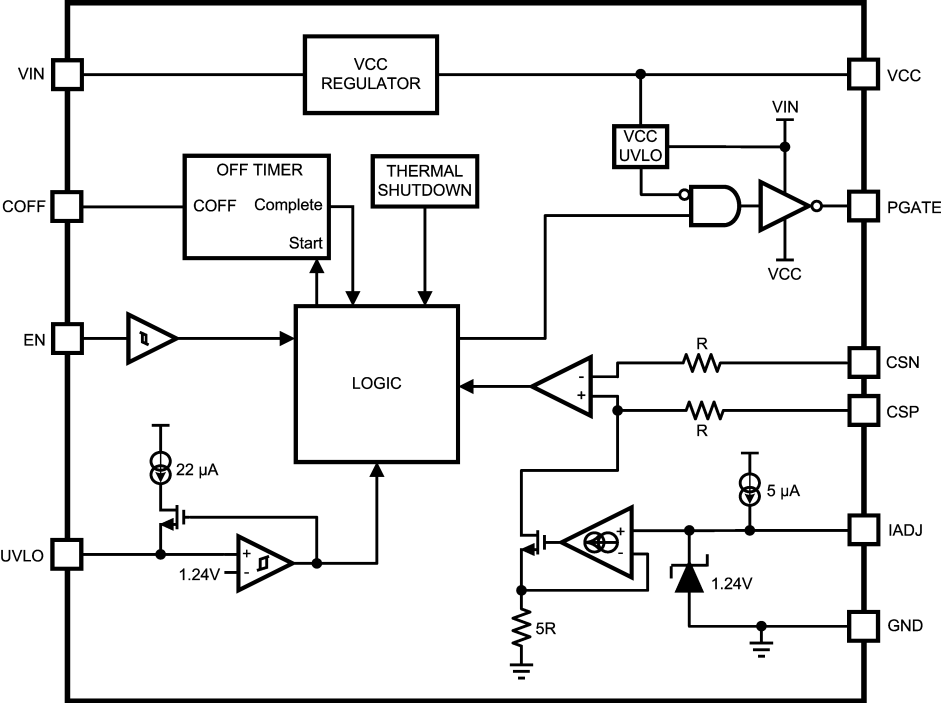 VIN
VCC
REGULATOR
VCC
VIN
VCC
UVLO
OFF TIMER
THERMAL
SHUTDOWN
COFF
COFF
Complete
PGATE
Start
VCC
EN
R
CSN
LOGIC
-
+
CSP
R
22 µA
5 µA
UVLO
+
1.24V
-
+
-
IADJ
1.24V
5R
GND